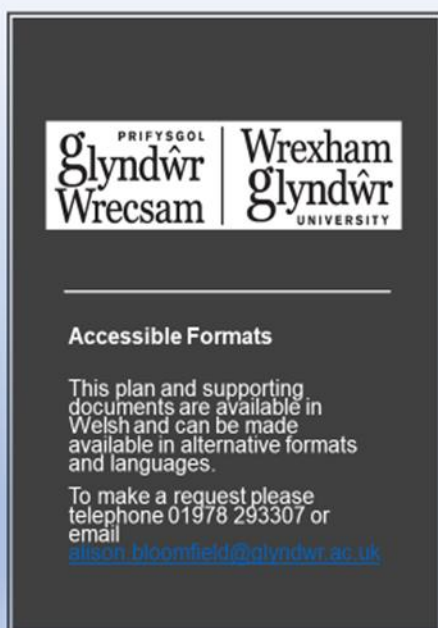 PRIFYSGOL
glyndŵr
Wrecsam
Wrexham
glyndŵr
UNIVERSITY
Accessible Formats
This plan and supporting
documents are available in
Welsh and can be made
available in alternative formats
and languages.
To make a request please
telephone 01978 293307 or
email
alison.bloomfield@glyndwr.ac.uk